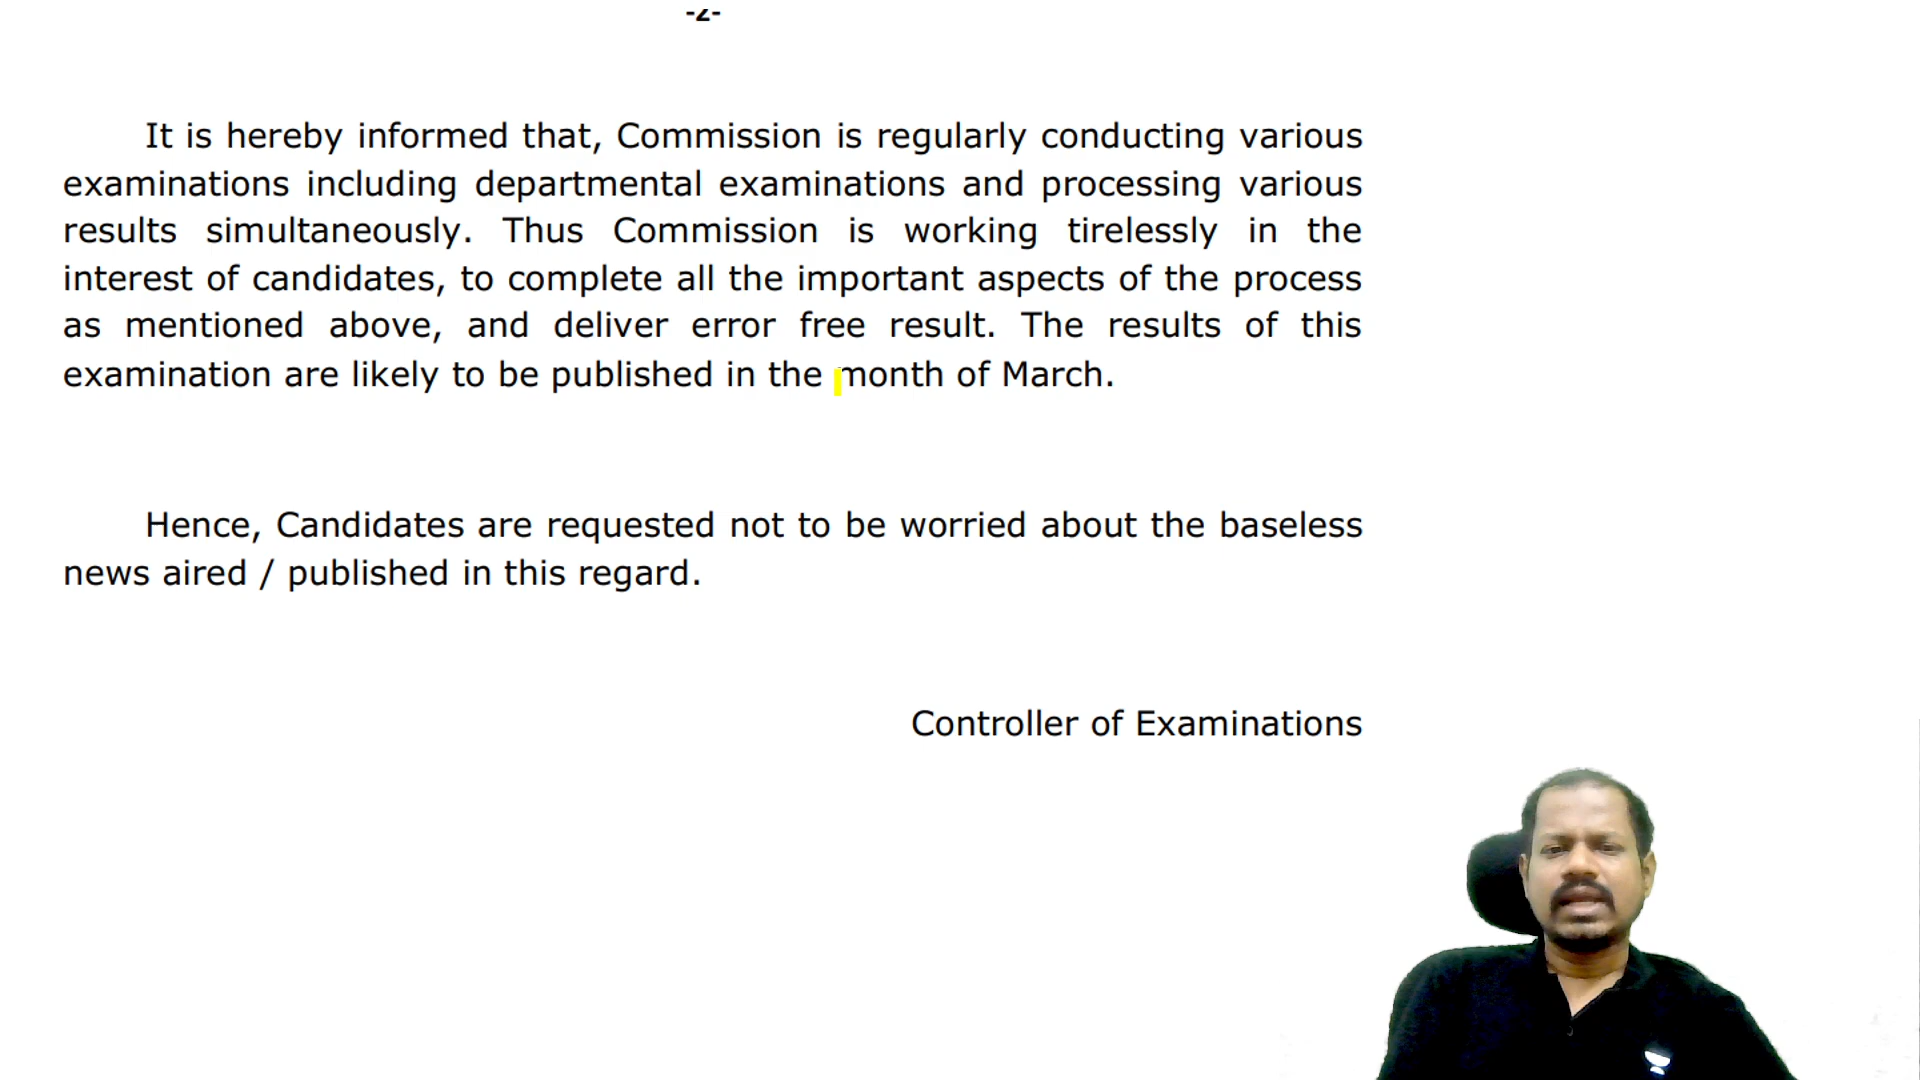 -2-
It is hereby informed that, Commission is regularly conducting various
examinations including departmental examinations and processing various
results simultaneously. Thus Commission is working tirelessly in the
interest of candidates, to complete all the important aspects of the process
as mentioned above, and deliver error free result. The results of this
examination are likely to be published in the month of March.
Hence, Candidates are requested not to be worried about the baseless
news aired / published in this regard.
Controller of Examinations